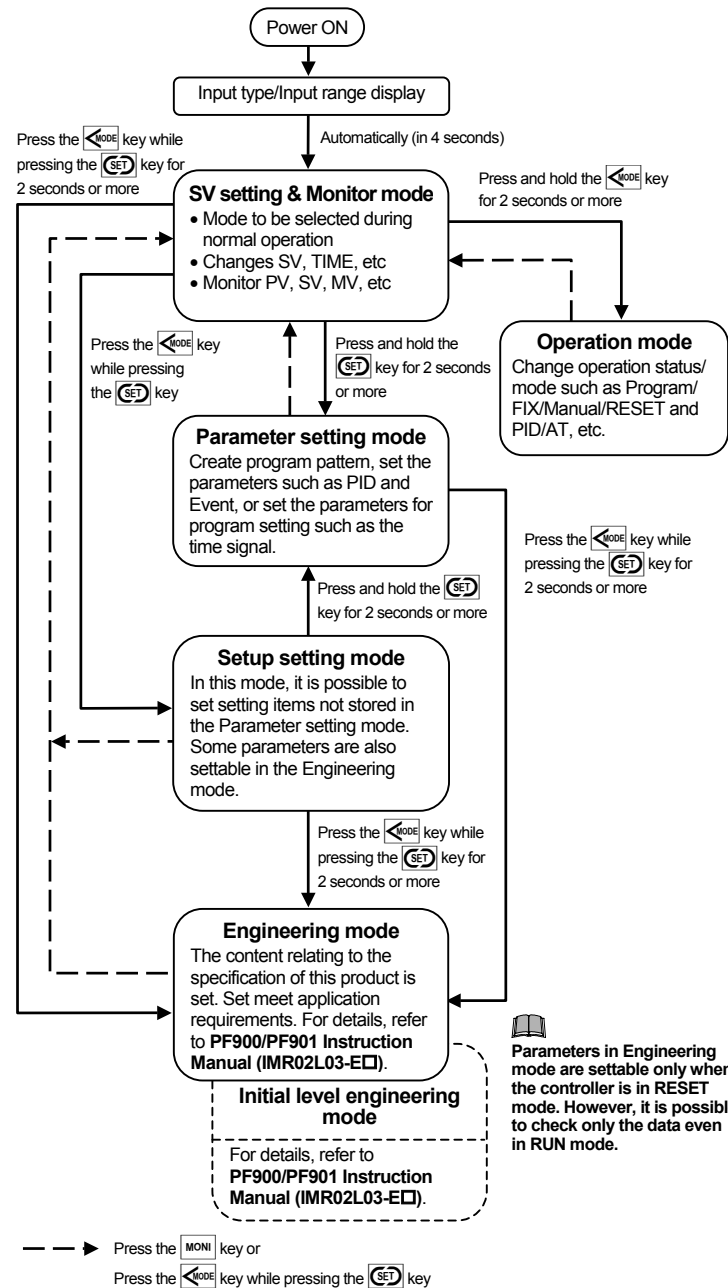 Power ON
Input type/Input range display
Automatically (in 4 seconds)
Press the <MODE key while
pressing the SET key for
2 seconds or more
SV setting & Monitor mode
• Mode to be selected during
normal operation
• Changes SV, TIME, etc
• Monitor PV, SV, MV, etc
Press and hold the <MODE key
for 2 seconds or more
Operation mode
Change operation status/
mode such as Program/
FIX/Manual/RESET and
PID/AT, etc.
Press the <MODE key
while pressing
the SET key
Press and hold the
SET key for 2 seconds
or more
Parameter setting mode
Create program pattern, set the
parameters such as PID and
Event, or set the parameters for
program setting such as the
time signal.
Press the <MODE key while
pressing the SET key for
2 seconds or more
Press and hold the SET
key for 2 seconds or more
Setup setting mode
In this mode, it is possible to
set setting items not stored in
the Parameter setting mode.
Some parameters are also
settable in the Engineering
mode.
Press the <MODE key while
pressing the SET key for
2 seconds or more
Engineering mode
The content relating to the
specification of this product is
set. Set meet application
requirements. For details, refer
to PF900/PF901 Instruction
Manual (IMR02L03-E□).
Initial level engineering
mode
For details, refer to
PF900/PF901 Instruction
Manual (IMR02L03-E□).
Parameters in Engineering
mode are settable only when
the controller is in RESET
mode. However, it is possibl
to check only the data even
in RUN mode.
Press the MONI key or
Press the <MODE key while pressing the SET key